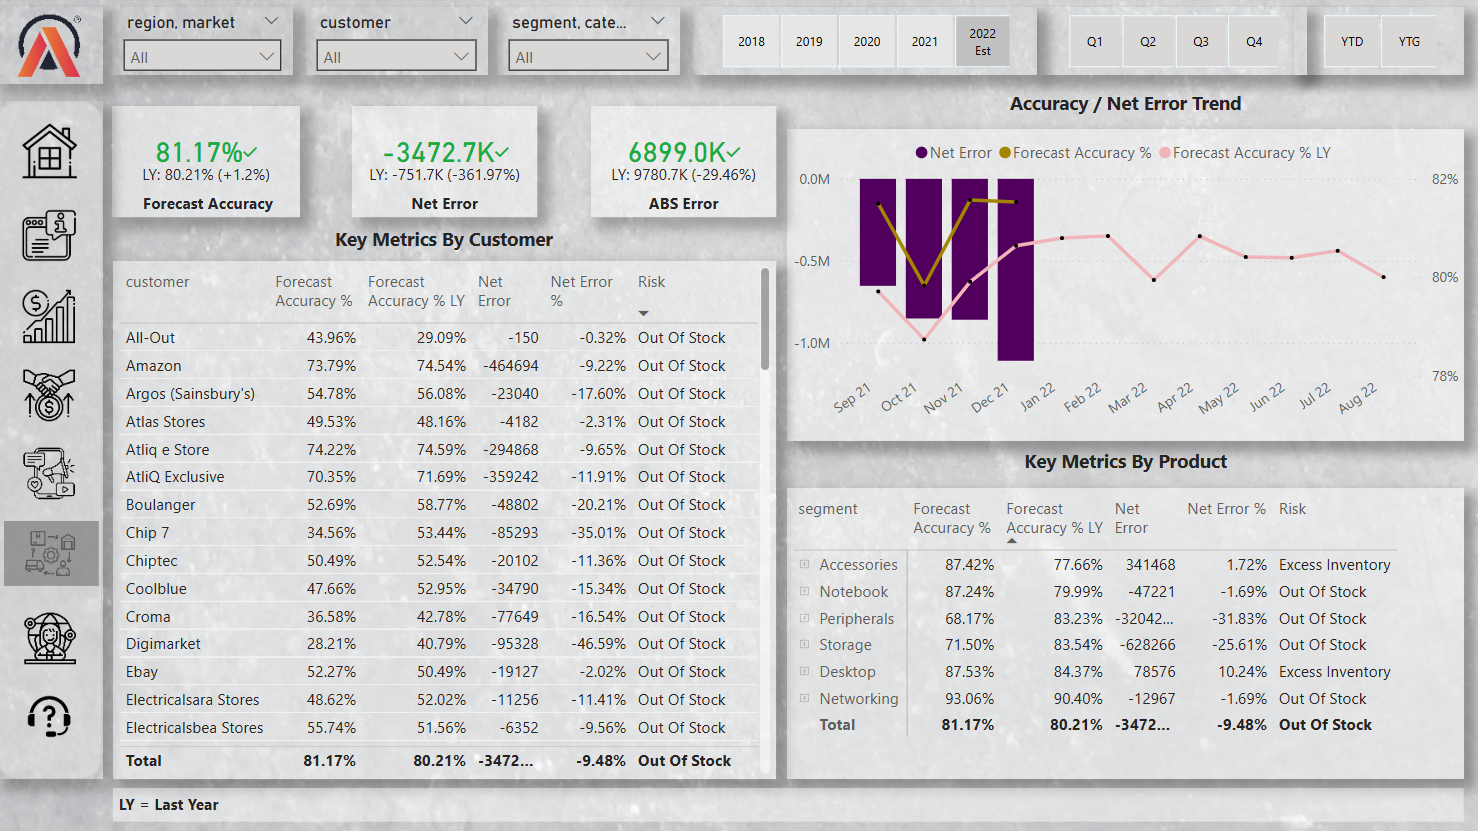 region, market
All
customer
All
segment, cate...
All
2018 2019 2020 2021 2022 Est
Q1 Q2 Q3 Q4
YTD YTG
81.17%
LY: 80.21% (+1.2%)
Forecast Accuracy
-3472.7K
LY: -751.7K (-361.97%)
Net Error
6899.0K
LY: 9780.7K (-29.46%)
ABS Error
Accuracy / Net Error Trend
Net Error Forecast Accuracy % Forecast Accuracy % LY
0.0M
-0.5M
-1.0M
82%
80%
78%
Sep 21 Oct 21 Nov 21 Dec 21 Jan 22 Feb 22 Mar 22 Apr 22 May 22 Jun 22 Jul 22 Aug 22
Key Metrics By Customer
customer Forecast Accuracy % Forecast Accuracy % LY Net Error Net Error % Risk
All-Out 43.96% 29.09% -150 -0.32% Out Of Stock
Amazon 73.79% 74.54% -464694 -9.22% Out Of Stock
Argos (Sainsbury's) 54.78% 56.08% -23040 -17.60% Out Of Stock
Atlas Stores 49.53% 48.16% -4182 -2.31% Out Of Stock
Atliq e Store 74.22% 74.59% -294868 -9.65% Out Of Stock
AtliQ Exclusive 70.35% 71.69% -359242 -11.91% Out Of Stock
Boulanger 52.69% 58.77% -48802 -20.21% Out Of Stock
Chip 7 34.56% 53.44% -85293 -35.01% Out Of Stock
Chiptec 50.49% 52.54% -20102 -11.36% Out Of Stock
Coolblue 47.66% 52.95% -34790 -15.34% Out Of Stock
Croma 36.58% 42.78% -77649 -16.54% Out Of Stock
Digimarket 28.21% 40.79% -95328 -46.59% Out Of Stock
Ebay 52.27% 50.49% -19127 -2.02% Out Of Stock
Electricalsara Stores 48.62% 52.02% -11256 -11.41% Out Of Stock
Electricalsbea Stores 55.74% 51.56% -6352 -9.56% Out Of Stock
Total 81.17% 80.21% -3472... -9.48% Out Of Stock
Key Metrics By Product
segment Forecast Accuracy % Forecast Accuracy % LY Net Error Net Error % Risk
Accessories 87.42% 77.66% 341468 1.72% Excess Inventory
Notebook 87.24% 79.99% -47221 -1.69% Out Of Stock
Peripherals 68.17% 83.23% -32042... -31.83% Out Of Stock
Storage 71.50% 83.54% -628266 -25.61% Out Of Stock
Desktop 87.53% 84.37% 78576 10.24% Excess Inventory
Networking 93.06% 90.40% -12967 -1.69% Out Of Stock
Total 81.17% 80.21% -3472... -9.48% Out Of Stock
LY = Last Year